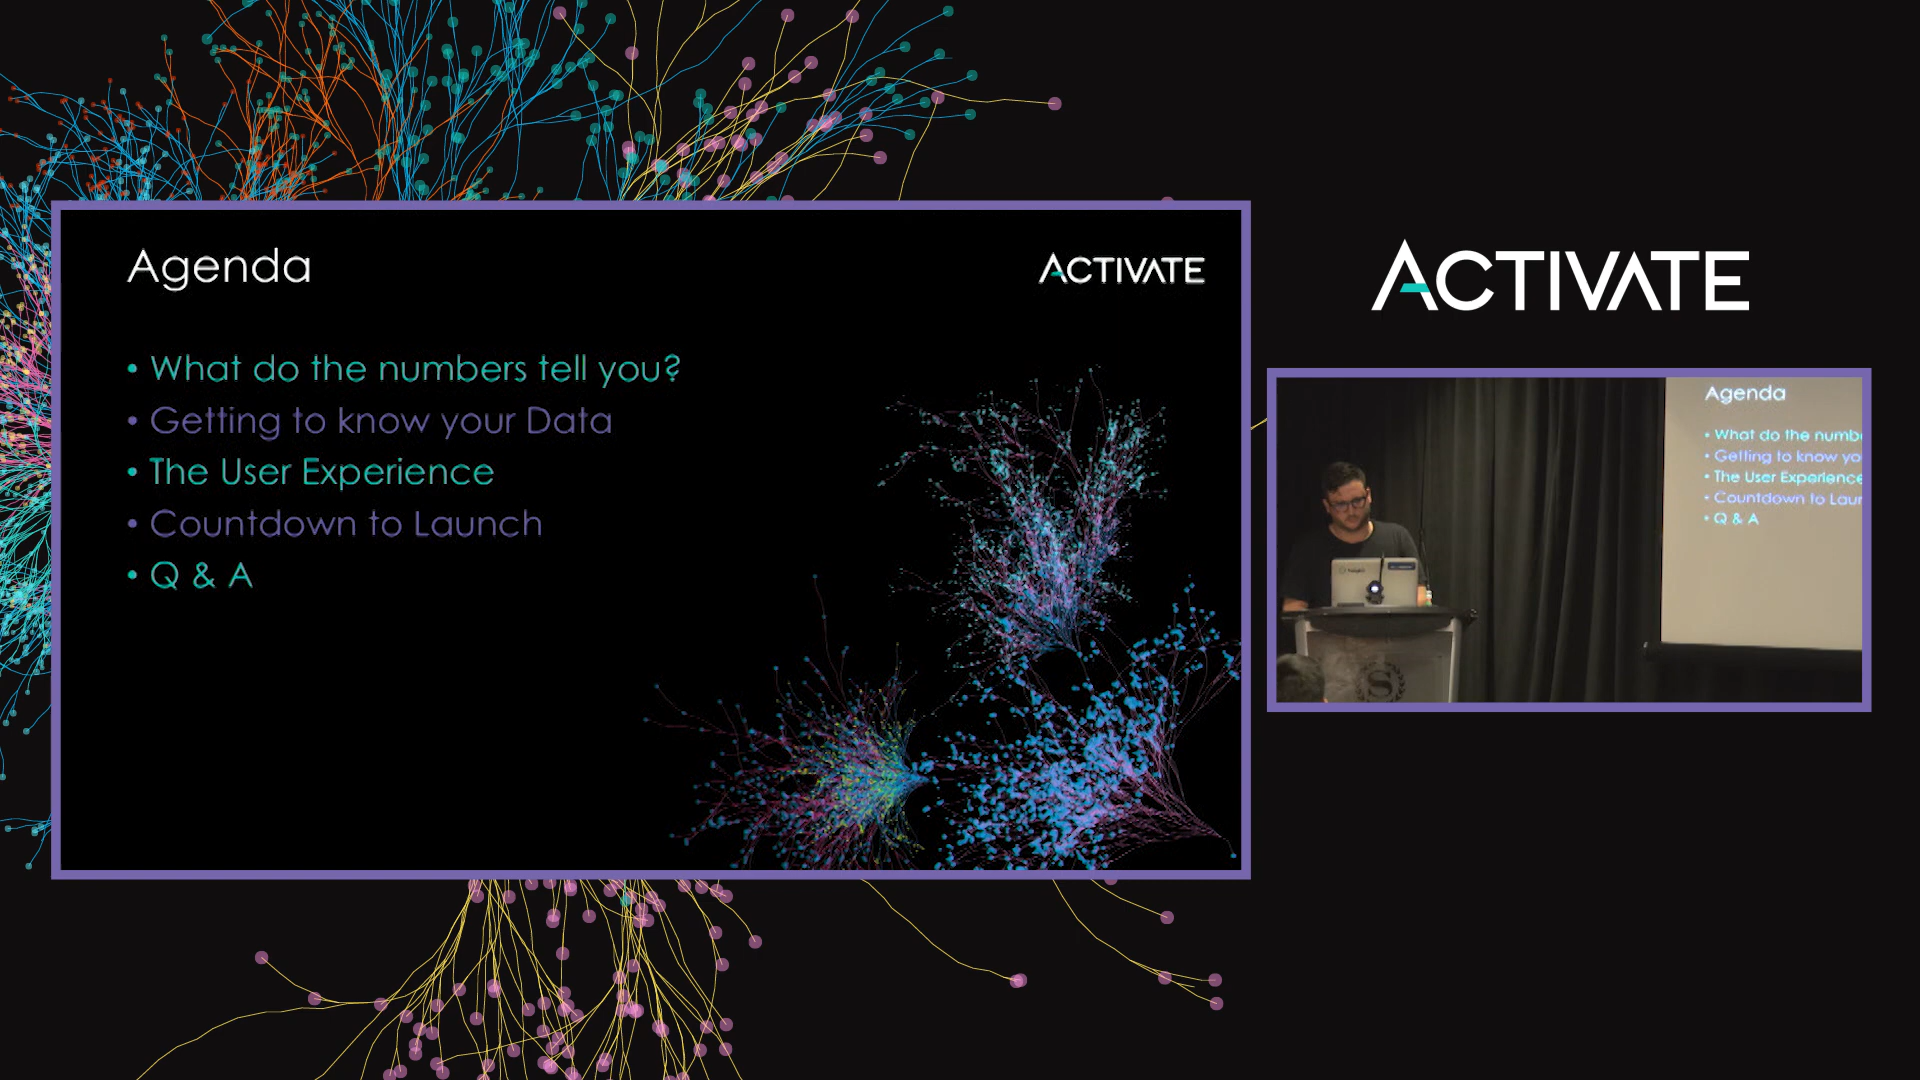 Agenda
ACTIVATE
• What do the numbers tell you?
• Getting to know your Data
• The User Experience
• Countdown to Launch
• Q & A
ACTIVATE
Agenda
• What do the numb
• Getting to know yo
• The User Experience
• Countdown to Laun
• Q & A
S